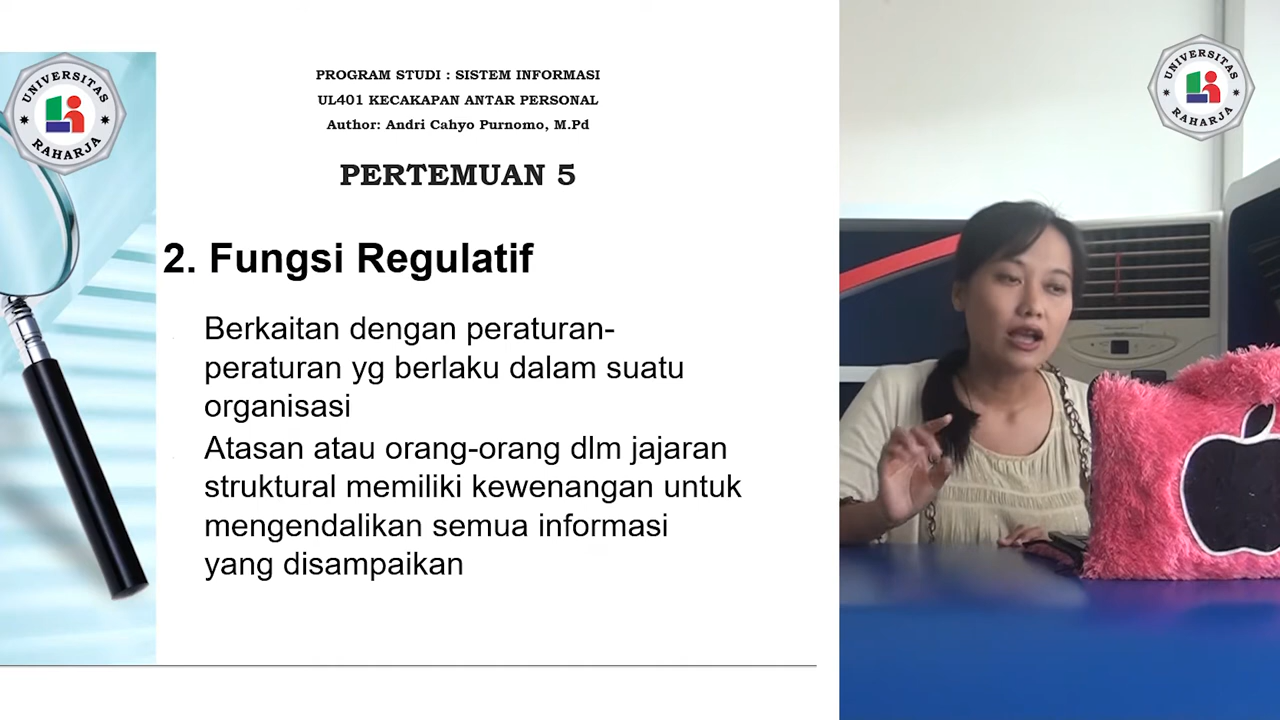 UNIVERSITAS
RAHARJA
PROGRAM STUDI : SISTEM INFORMASI
UL401 KECAKAPAN ANTAR PERSONAL
Author: Andri Cahyo Purnomo, M.Pd
PERTEMUAN 5
2. Fungsi Regulatif
Berkaitan dengan peraturan-
peraturan yg berlaku dalam suatu
organisasi
Atasan atau orang-orang dlm jajaran
struktural memiliki kewenangan untuk
mengendalikan semua informasi
yang disampaikan
UNIVERSITAS
RAHARJA